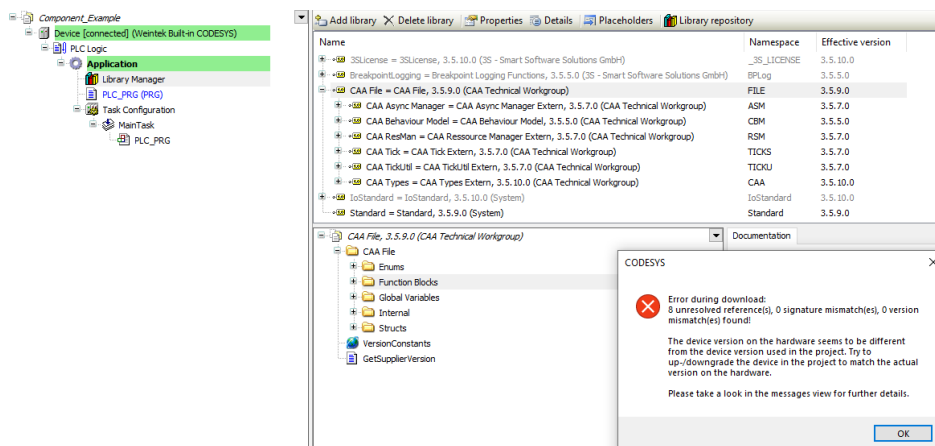 Component_Example
Device [connected] (Weintek Built-in CODESYS)
PLC Logic
Application
Library Manager
PLC_PRG (PRG)
Task Configuration
MainTask
PLC_PRG
Add library Delete library Properties Details Placeholders Library repository
Name Namespace Effective version
3SLicense = 3SLicense, 3.5.10.0 (3S - Smart Software Solutions GmbH) _3S_LICENSE 3.5.10.0
BreakpointLogging = Breakpoint Logging Functions, 3.5.5.0 (3S - Smart Software Solutions GmbH) BPLog 3.5.5.0
CAA File = CAA File, 3.5.9.0 (CAA Technical Workgroup) FILE 3.5.9.0
CAA Async Manager = CAA Async Manager Extern, 3.5.7.0 (CAA Technical Workgroup) ASM 3.5.7.0
CAA Behaviour Model = CAA Behaviour Model, 3.5.5.0 (CAA Technical Workgroup) CBM 3.5.5.0
CAA ResMan = CAA Ressource Manager Extern, 3.5.7.0 (CAA Technical Workgroup) RSM 3.5.7.0
CAA Tick = CAA Tick Extern, 3.5.7.0 (CAA Technical Workgroup) TICKS 3.5.7.0
CAA TickUtil = CAA TickUtil Extern, 3.5.7.0 (CAA Technical Workgroup) TICKU 3.5.7.0
CAA Types = CAA Types Extern, 3.5.10.0 (CAA Technical Workgroup) CAA 3.5.10.0
IoStandard = IoStandard, 3.5.10.0 (System) IoStandard 3.5.10.0
Standard = Standard, 3.5.9.0 (System) Standard 3.5.9.0
CAA File, 3.5.9.0 (CAA Technical Workgroup)
CAA File
Enums
Function Blocks
Global Variables
Internal
Structs
VersionConstants
GetSupplierVersion
Documentation
CODESYS
Error during download:
8 unresolved reference(s), 0 signature mismatch(es), 0 version
mismatch(es) found!
The device version on the hardware seems to be different
from the device version used in the project. Try to
up-/downgrade the device in the project to match the actual
version on the hardware.
Please take a look in the messages view for further details.
OK